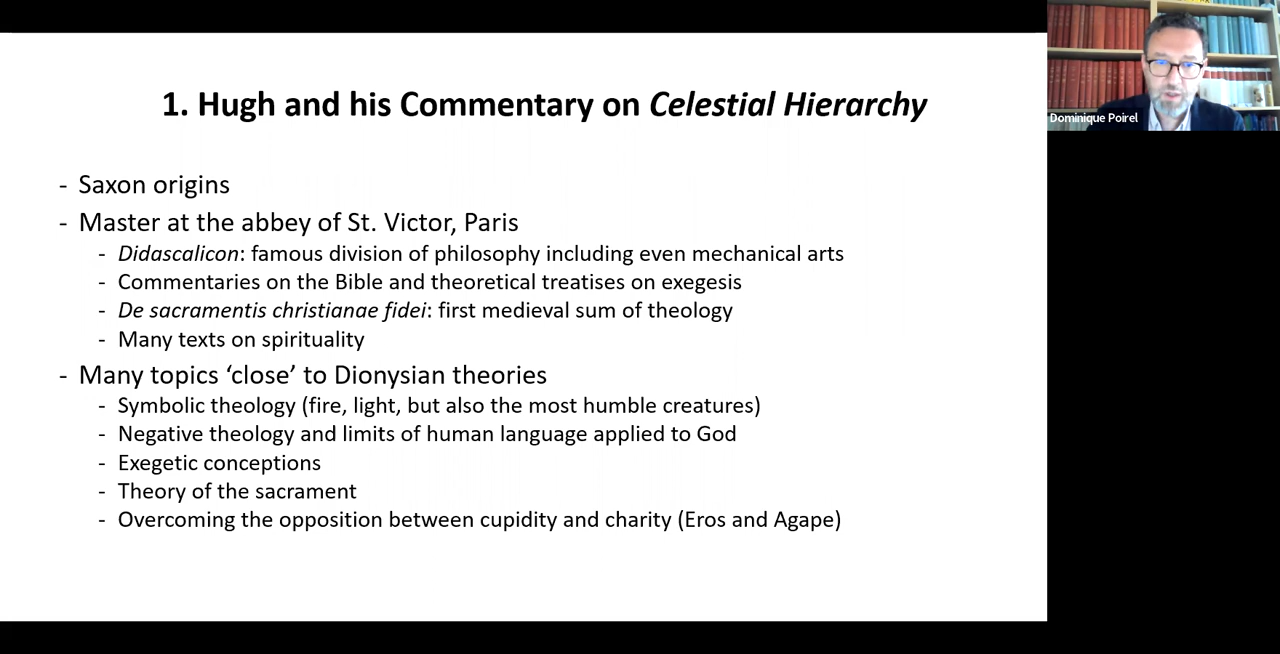 1. Hugh and his Commentary on Celestial Hierarchy
- Saxon origins
- Master at the abbey of St. Victor, Paris
- Didascalicon: famous division of philosophy including even mechanical arts
- Commentaries on the Bible and theoretical treatises on exegesis
- De sacramentis christianae fidei: first medieval sum of theology
- Many texts on spirituality
- Many topics ‘close’ to Dionysian theories
- Symbolic theology (fire, light, but also the most humble creatures)
- Negative theology and limits of human language applied to God
- Exegetic conceptions
- Theory of the sacrament
- Overcoming the opposition between cupidity and charity (Eros and Agape)
Dominique Poirel